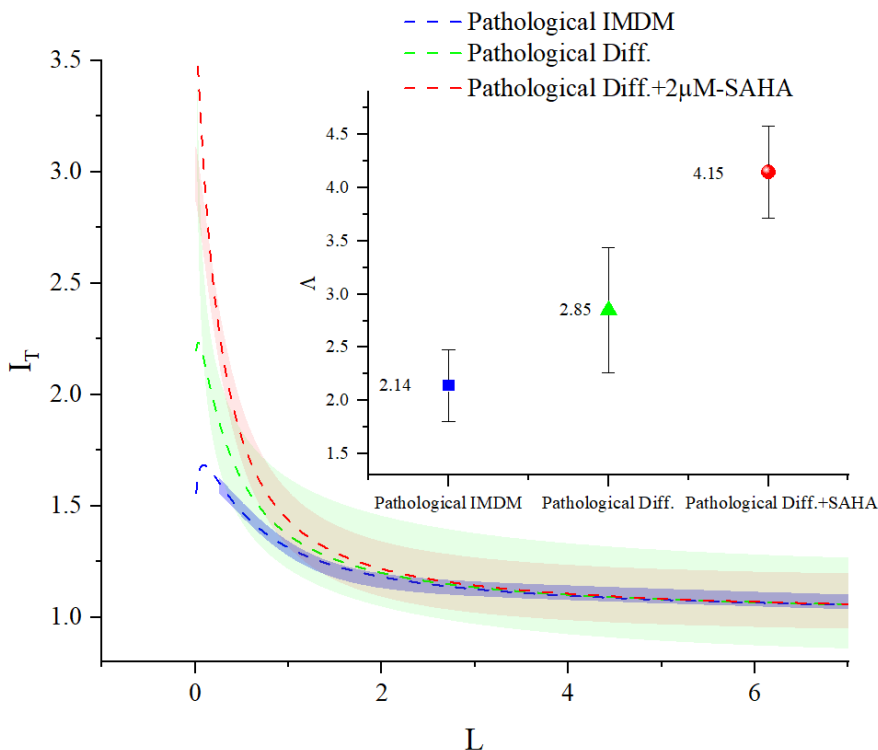 Pathological IMDM
Pathological Diff.
Pathological Diff.+2μM-SAHA
3.5
3.0
2.5
2.0
1.5
1.0
I_T
0
2
4
6
L
4.5
4.0
3.5
3.0
2.5
2.0
1.5
Λ
2.14
2.85
4.15
Pathological IMDM
Pathological Diff.
Pathological Diff.+SAHA